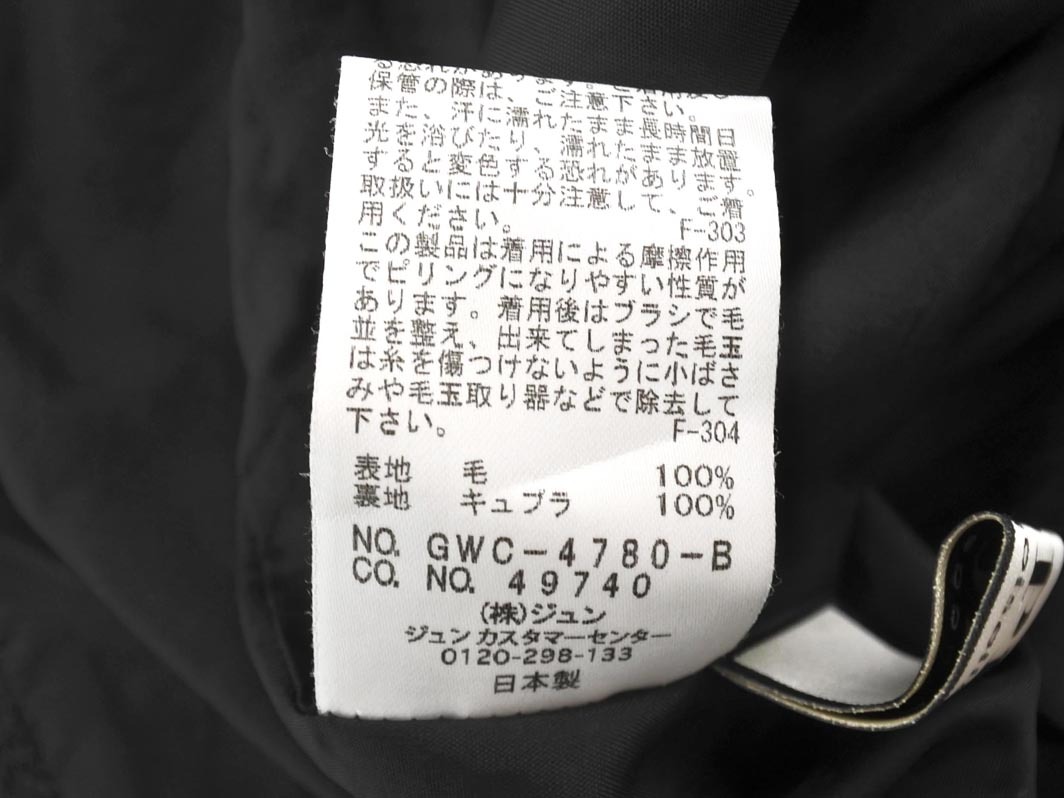 る恐れがあります。
保管の際は、ご注意下さい。
また、汗に濡れたまま長時間日
光を浴びたり、濡れたまま放置
すると変色する恐れがあります。
取扱いには十分注意して、ご着
用ください。
F-303
この製品は着用による摩擦作用
でピリングになりやすい性質が
あります。着用後はブラシで毛
並を整え、出来てしまった毛玉
は糸を傷つけないように小ばさ
みや毛玉取り器などで除去して
下さい。
F-304
表地 毛 100%
裏地 キュプラ 100%
NO. GWC-4780-B
CO. NO. 49740
(株)ジュン
ジュン カスタマーセンター
0120-298-133
日本製